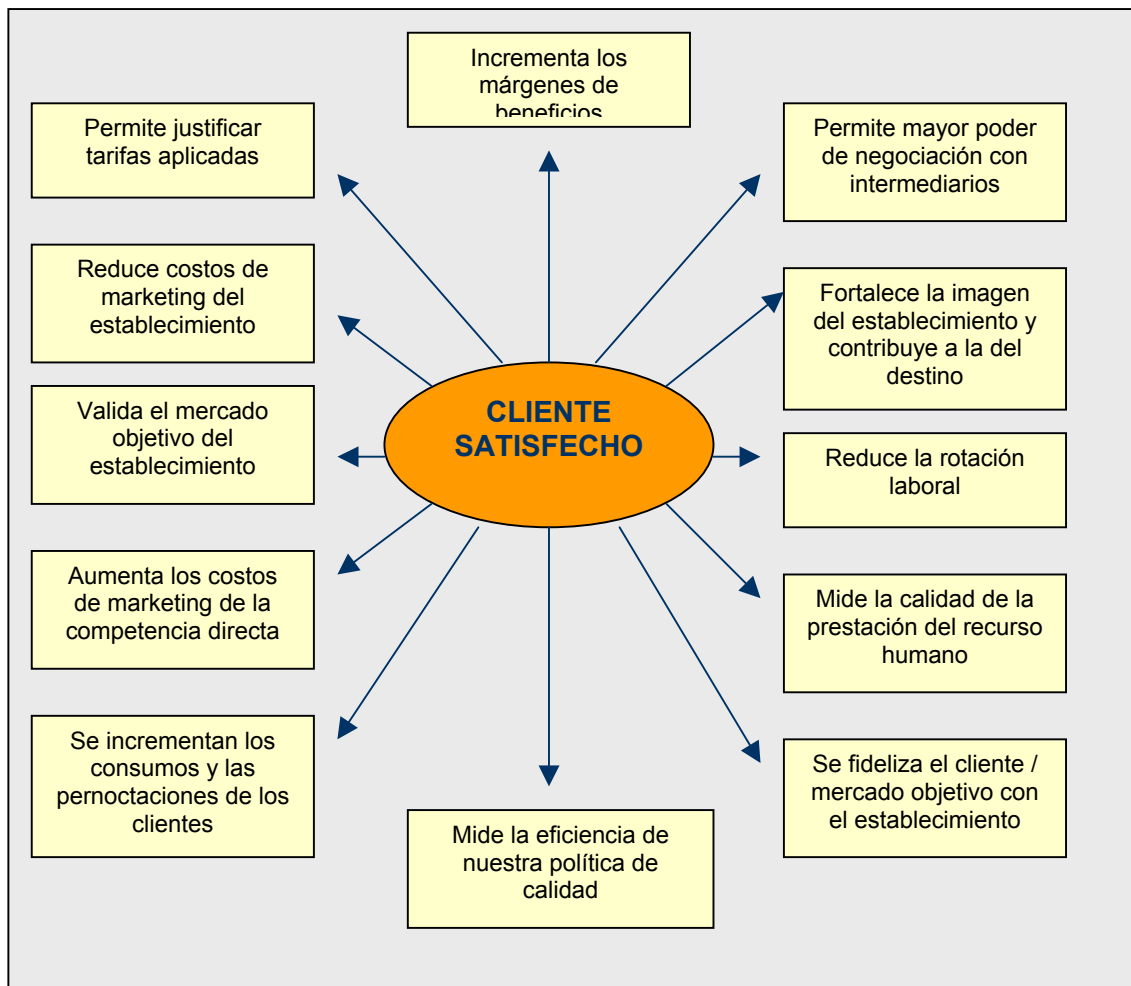 Incrementa los
márgenes de
beneficios
Permite justificar
tarifas aplicadas
Permite mayor poder
de negociación con
intermediarios
Reduce costos de
marketing del
establecimiento
Fortalece la imagen
del establecimiento y
contribuye a la del
destino
CLIENTE
SATISFECHO
Valida el mercado
objetivo del
establecimiento
Reduce la rotación
laboral
Aumenta los costos
de marketing de la
competencia directa
Mide la calidad de la
prestación del recurso
humano
Se incrementan los
consumos y las
pernoctaciones de los
clientes
Se fideliza el cliente /
mercado objetivo con
el establecimiento
Mide la eficiencia de
nuestra política de
calidad